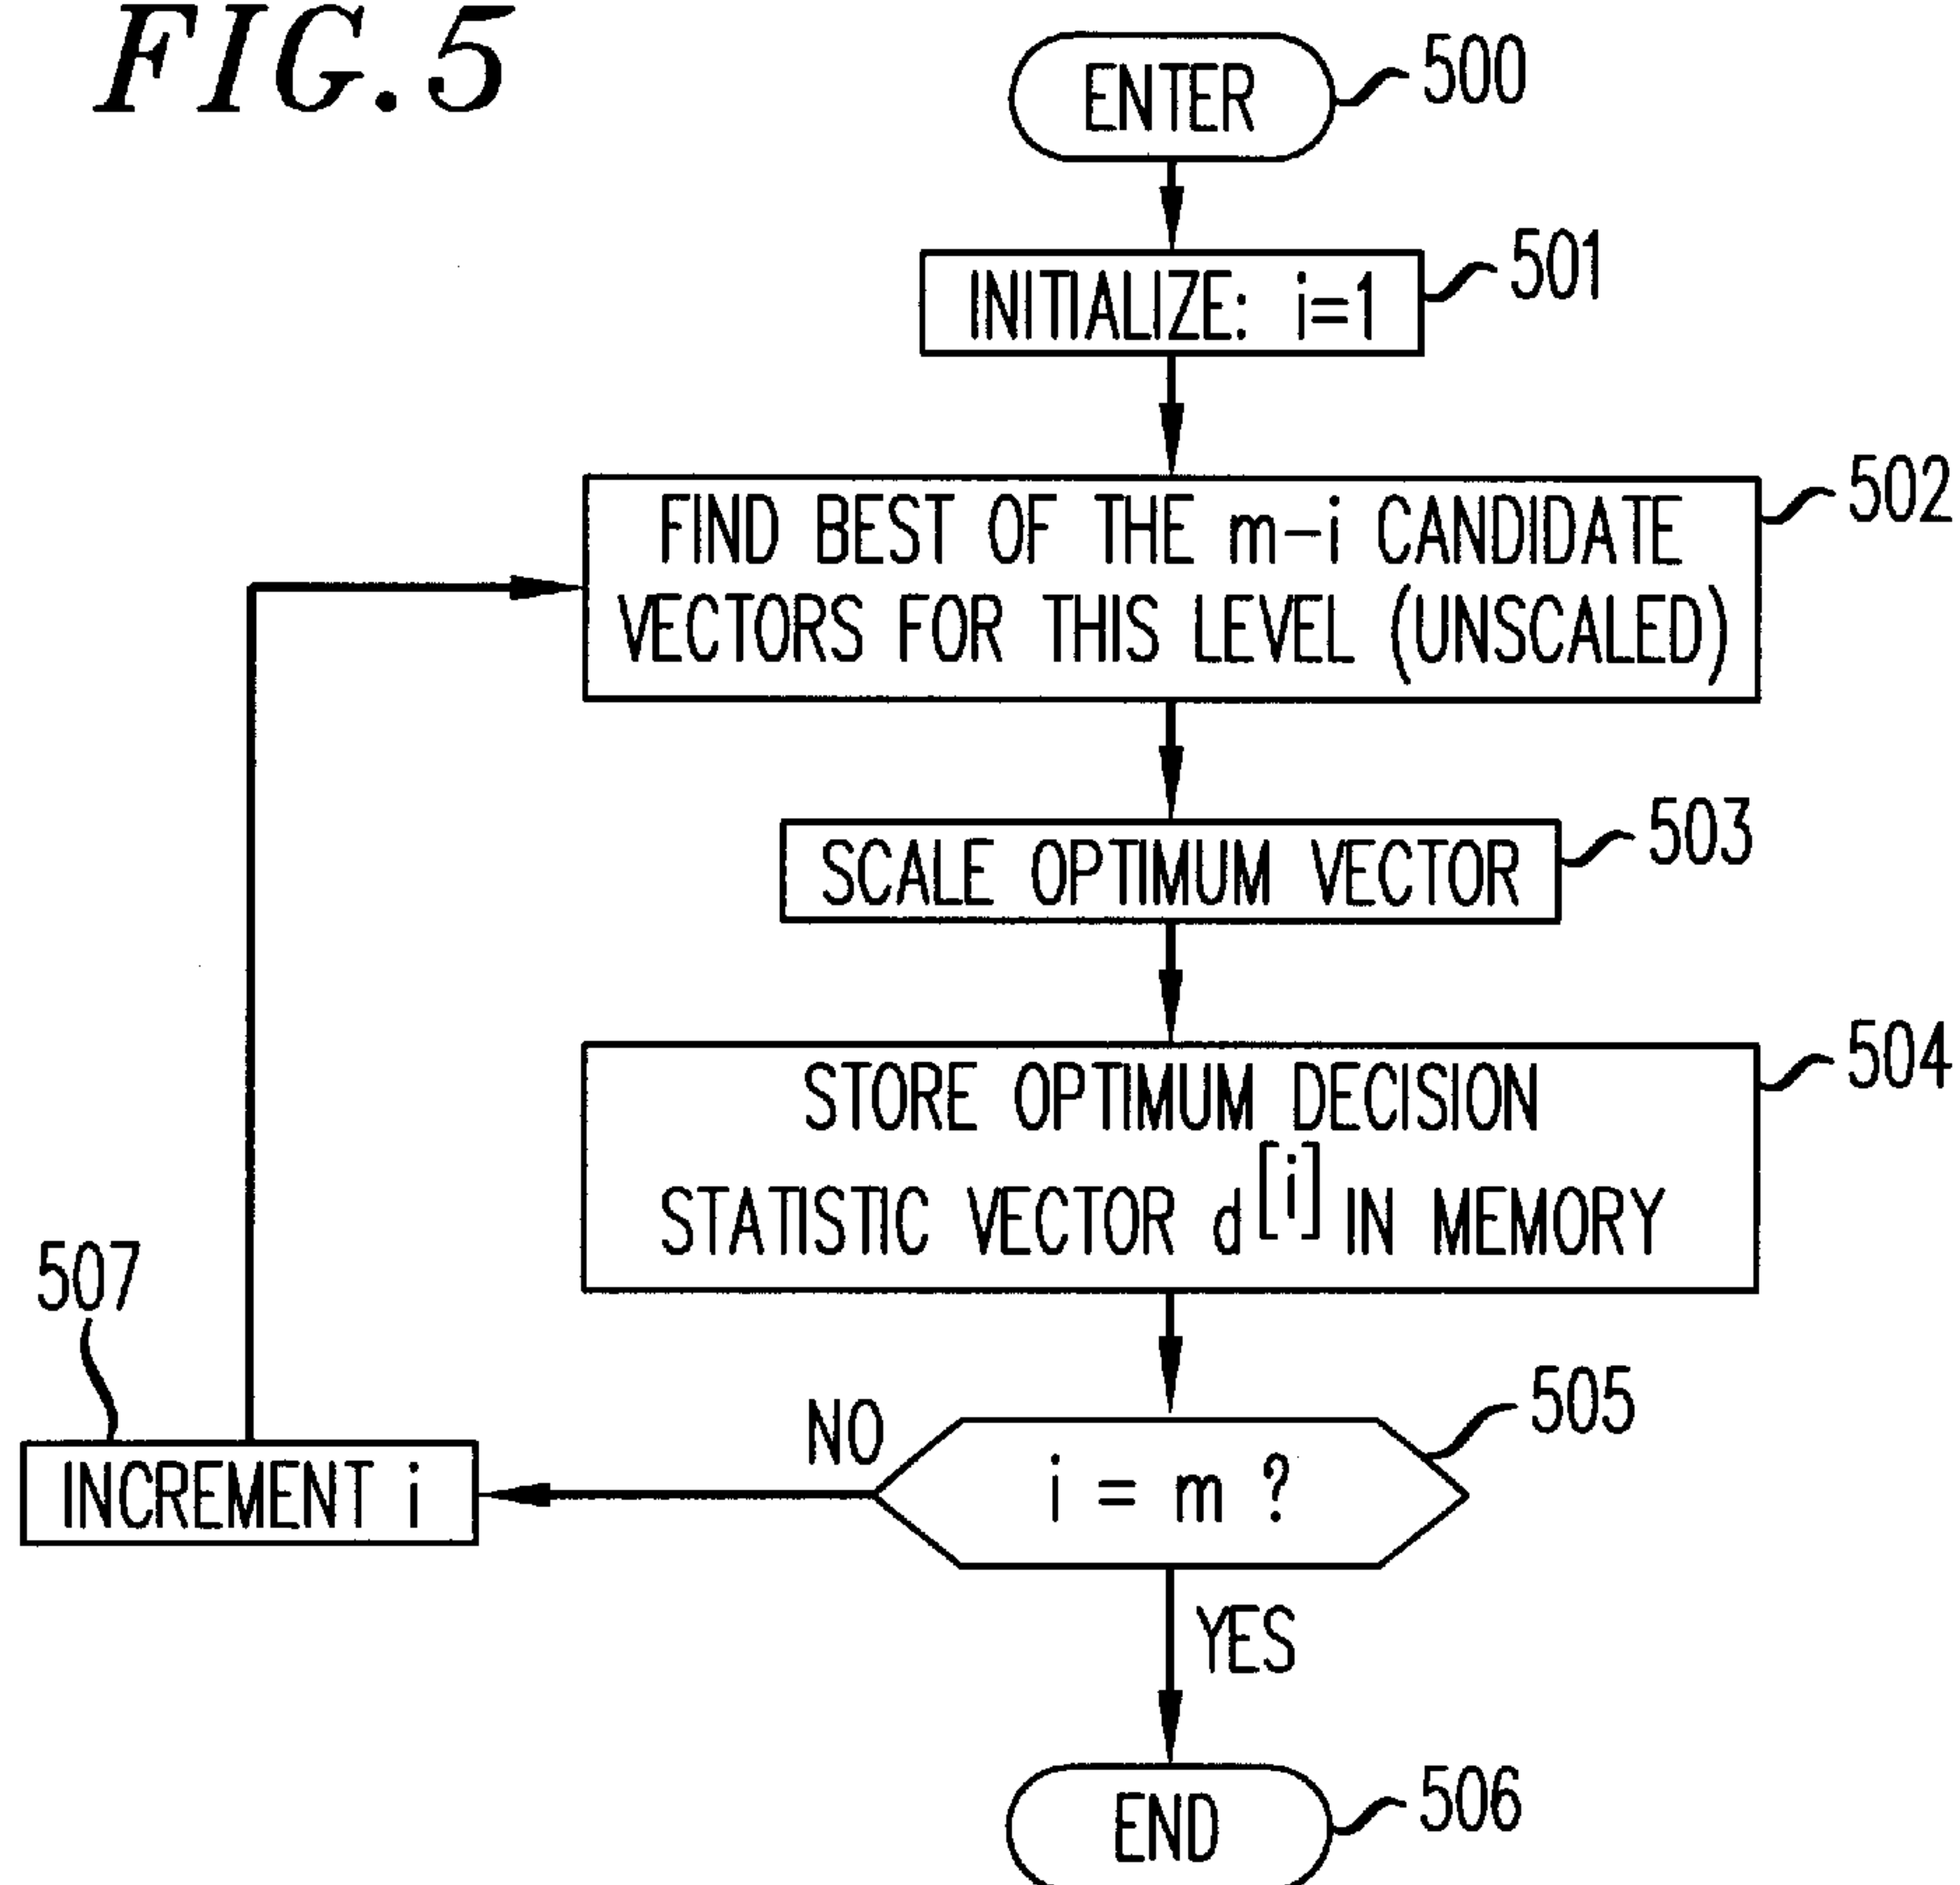 FIG. 5
ENTER
500
INITIALIZE: i=1
501
FIND BEST OF THE m-i CANDIDATE
VECTORS FOR THIS LEVEL (UNSCALED)
502
SCALE OPTIMUM VECTOR
503
STORE OPTIMUM DECISION
STATISTIC VECTOR d[i] IN MEMORY
504
i = m ?
505
NO
507
INCREMENT i
YES
END
506